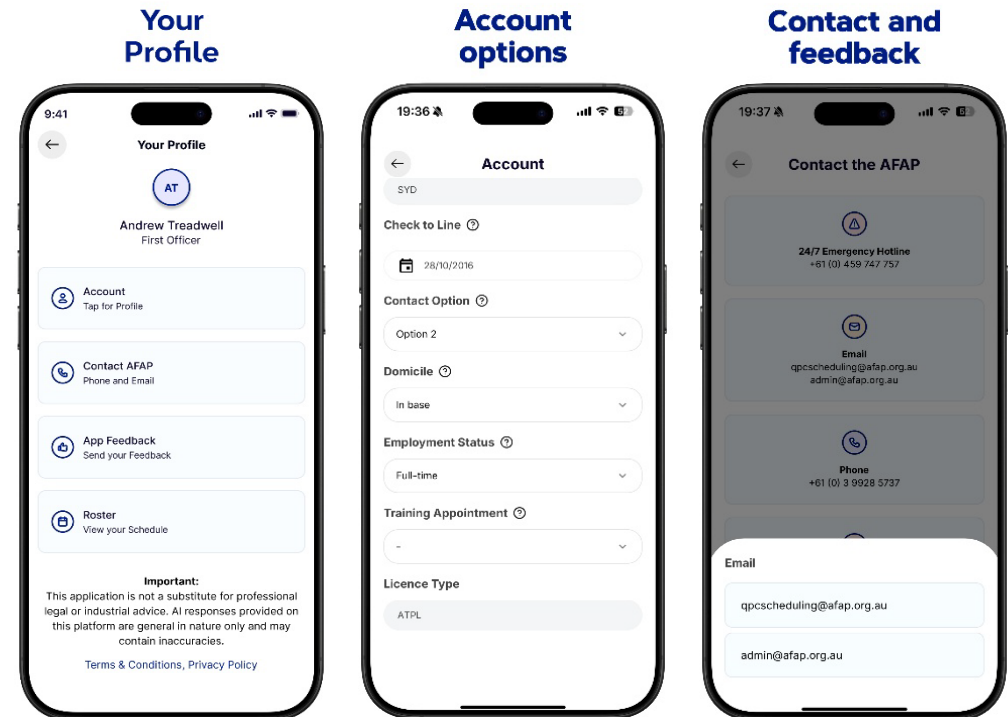 Your
Profile
9:41
Your Profile
AT
Andrew Treadwell
First Officer
Account
Tap for Profile
Contact AFAP
Phone and Email
App Feedback
Send your Feedback
Roster
View your Schedule
Important:
This application is not a substitute for professional
legal or industrial advice. AI responses provided on
this platform are general in nature only and may
contain inaccuracies.
Terms & Conditions, Privacy Policy
Account
options
19:36
Account
SYD
Check to Line
28/10/2016
Contact Option
Option 2
Domicile
In base
Employment Status
Full-time
Training Appointment
-
Licence Type
ATPL
Contact and
feedback
19:37
Contact the AFAP
24/7 Emergency Hotline
+61 (0) 459 747 757
Email
qpcscheduling@afap.org.au
admin@afap.org.au
Phone
+61 (0) 3 9928 5737
Email
qpcscheduling@afap.org.au
admin@afap.org.au